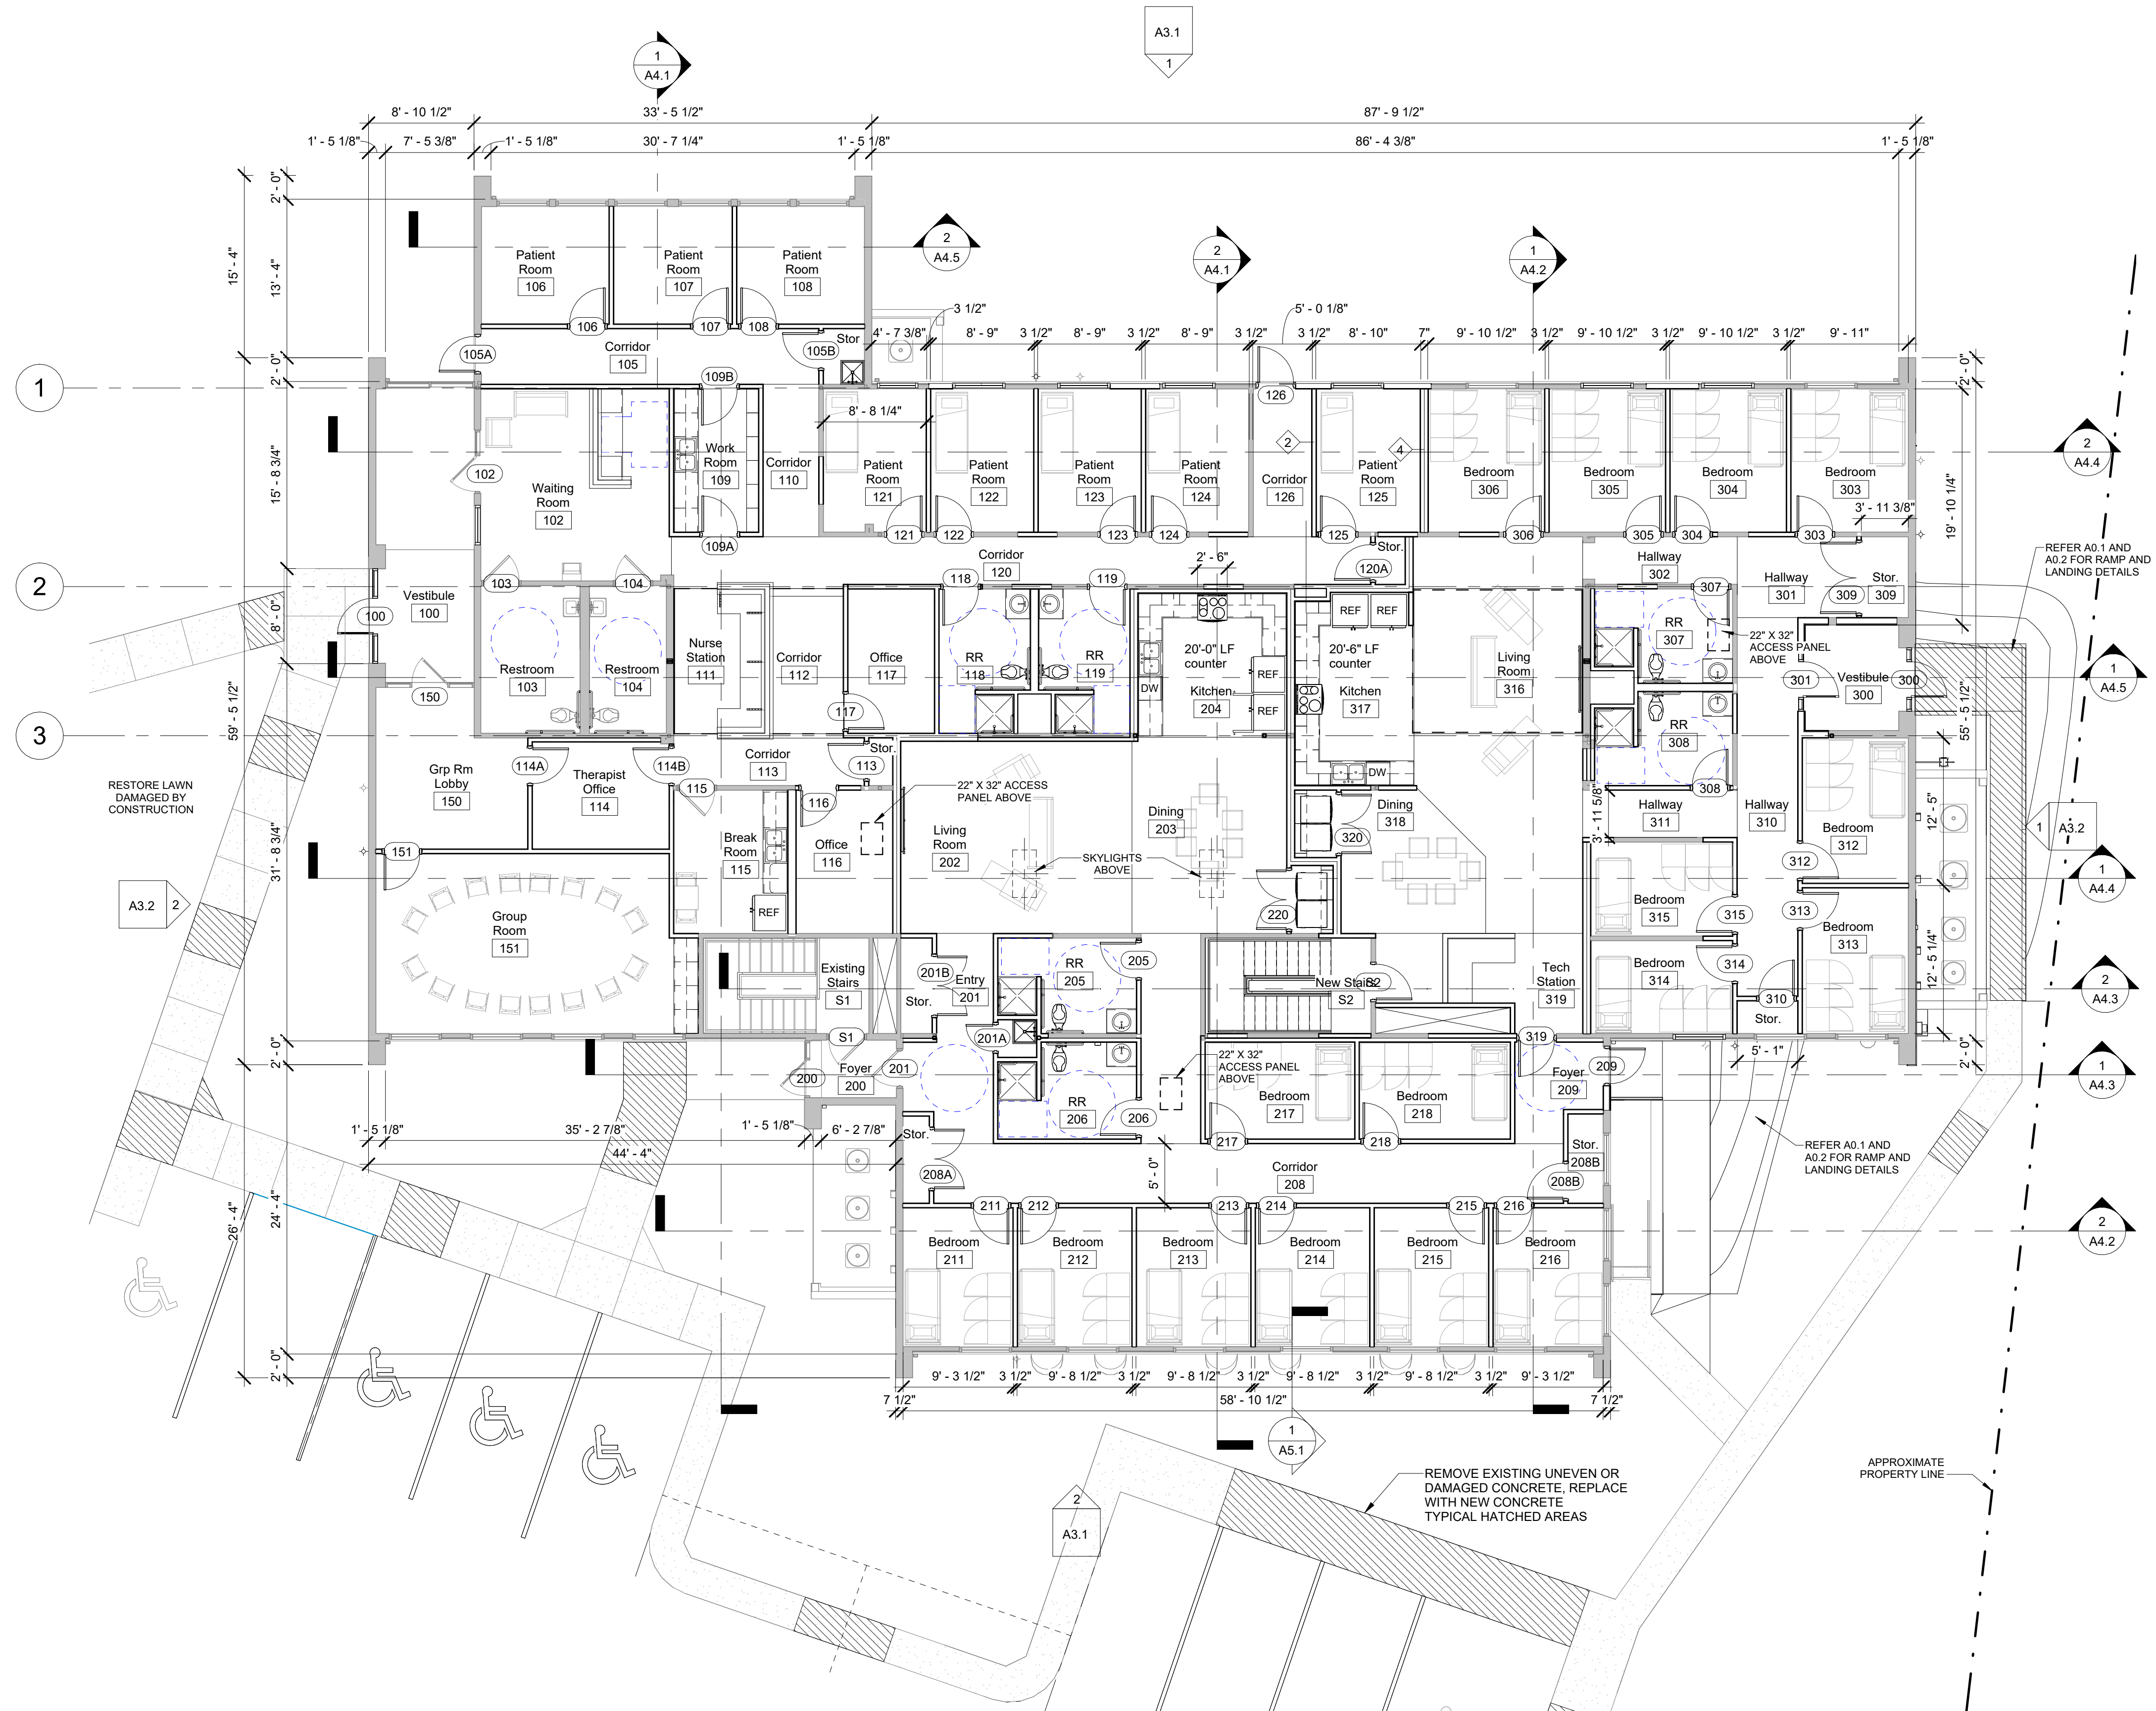 A3.1
1
1
A4.1
8' - 10 1/2"
33' - 5 1/2"
87' - 9 1/2"
1' - 5 1/8"
7' - 5 3/8"
1' - 5 1/8"
30' - 7 1/4"
1' - 5 1/8"
86' - 4 3/8"
1' - 5 1/8"
2' - 0"
15' - 4"
13' - 4"
Patient
Room
106
Patient
Room
107
Patient
Room
108
2
A4.5
2
A4.1
1
A4.2
106
107
108
3 1/2"
5' - 0 1/8"
4' - 7 3/8"
8' - 9"
3 1/2"
8' - 9"
3 1/2"
8' - 9"
3 1/2"
3 1/2"
8' - 10"
7"
9' - 10 1/2"
3 1/2"
9' - 10 1/2"
3 1/2"
9' - 10 1/2"
3 1/2"
9' - 11"
105A
Corridor
105
105B
Stor
1
2' - 0"
109B
126
2' - 0"
8' - 8 1/4"
15' - 8 3/4"
102
Waiting
Room
102
Work
Room
109
Corridor
110
Patient
Room
121
Patient
Room
122
Patient
Room
123
Patient
Room
124
2
Corridor
126
Patient
Room
125
4
Bedroom
306
Bedroom
305
Bedroom
304
Bedroom
303
2
A4.4
3' - 11 3/8"
19' - 10 1/4"
109A
121
122
123
124
125
306
305
304
303
REFER A0.1 AND
A0.2 FOR RAMP AND
LANDING DETAILS
2
8' - 0"
100
Vestibule
100
103
104
Corridor
120
118
119
2' - 6"
Stor.
120A
Hallway
302
307
Hallway
301
309
Stor.
309
Restroom
103
Restroom
104
Nurse
Station
111
Corridor
112
Office
117
RR
118
RR
119
20'-0" LF
counter
DW
Kitchen
204
REF
REF
REF
REF
20'-6" LF
counter
Kitchen
317
Living
Room
316
RR
307
22" X 32"
ACCESS PANEL
ABOVE
301
Vestibule
300
300
1
A4.5
150
117
3
59' - 5 1/2"
55' - 5 1/2"
RR
308
Grp Rm
Lobby
150
114A
Therapist
Office
114
114B
Corridor
113
Stor.
113
115
116
22" X 32" ACCESS
PANEL ABOVE
DW
308
RESTORE LAWN
DAMAGED BY
CONSTRUCTION
31' - 8 3/4"
151
Break
Room
115
REF
Office
116
Living
Room
202
Dining
203
SKYLIGHTS
ABOVE
320
Dining
318
3' - 11 5/8"
Hallway
311
Hallway
310
Bedroom
312
312
12' - 5"
1
A3.2
A3.2
2
Group
Room
151
220
Bedroom
315
315
313
Bedroom
313
1
A4.4
12' - 5 1/4"
Existing
Stairs
S1
201B
Stor.
Entry
201
RR
205
205
New Stairs
S2
S2
Tech
Station
319
Bedroom
314
314
310
Stor.
2
A4.3
2' - 0"
S1
201A
319
5' - 1"
2' - 0"
200
Foyer
200
201
22" X 32"
ACCESS PANEL
ABOVE
Foyer
209
209
1
A4.3
RR
206
206
Bedroom
217
217
Bedroom
218
218
1' - 5 1/8"
35' - 2 7/8"
1' - 5 1/8"
6' - 2 7/8"
44' - 4"
Stor.
208A
5' - 0"
Corridor
208
Stor.
208B
208B
REFER A0.1 AND
A0.2 FOR RAMP AND
LANDING DETAILS
26' - 4"
24' - 4"
211
212
213
214
215
216
Bedroom
211
Bedroom
212
Bedroom
213
Bedroom
214
Bedroom
215
Bedroom
216
2
A4.2
2' - 0"
9' - 3 1/2"
3 1/2"
9' - 8 1/2"
3 1/2"
9' - 8 1/2"
3 1/2"
9' - 8 1/2"
3 1/2"
9' - 8 1/2"
3 1/2"
9' - 3 1/2"
7 1/2"
58' - 10 1/2"
7 1/2"
1
A5.1
REMOVE EXISTING UNEVEN OR
DAMAGED CONCRETE, REPLACE
WITH NEW CONCRETE
TYPICAL HATCHED AREAS
APPROXIMATE
PROPERTY LINE
2
A3.1